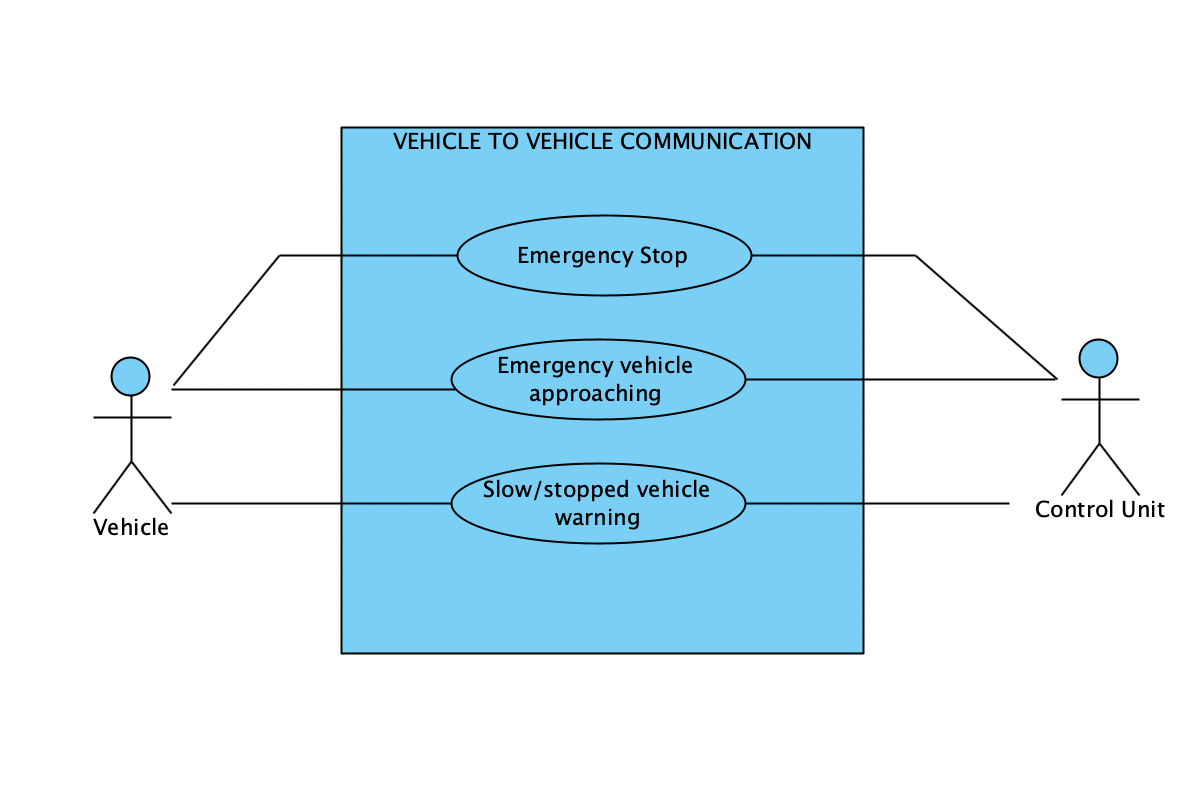 VEHICLE TO VEHICLE COMMUNICATION
Emergency Stop
Emergency vehicle
approaching
Slow/stopped vehicle
warning
Vehicle
Control Unit